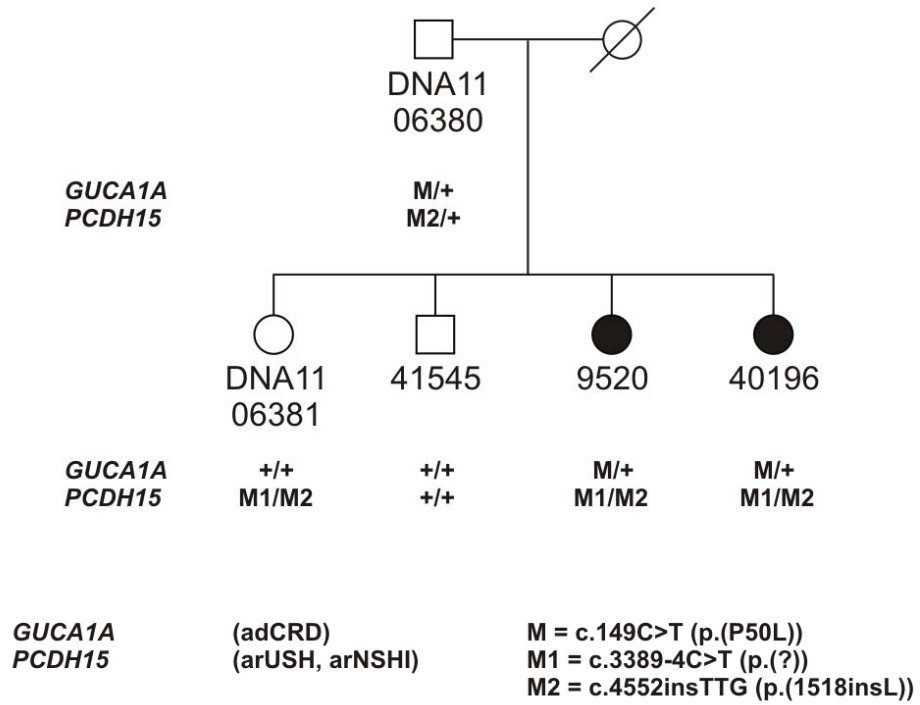 DNA11
06380
GUCA1A M/+
PCDH15 M2/+
DNA11 41545 9520 40196
06381
GUCA1A +/+ +/+ M/+ M/+
PCDH15 M1/M2 +/+ M1/M2 M1/M2
GUCA1A (adCRD) M = c.149C>T (p.(P50L))
PCDH15 (arUSH, arNSHI) M1 = c.3389-4C>T (p.(?))
M2 = c.4552insTTG (p.(1518insL))